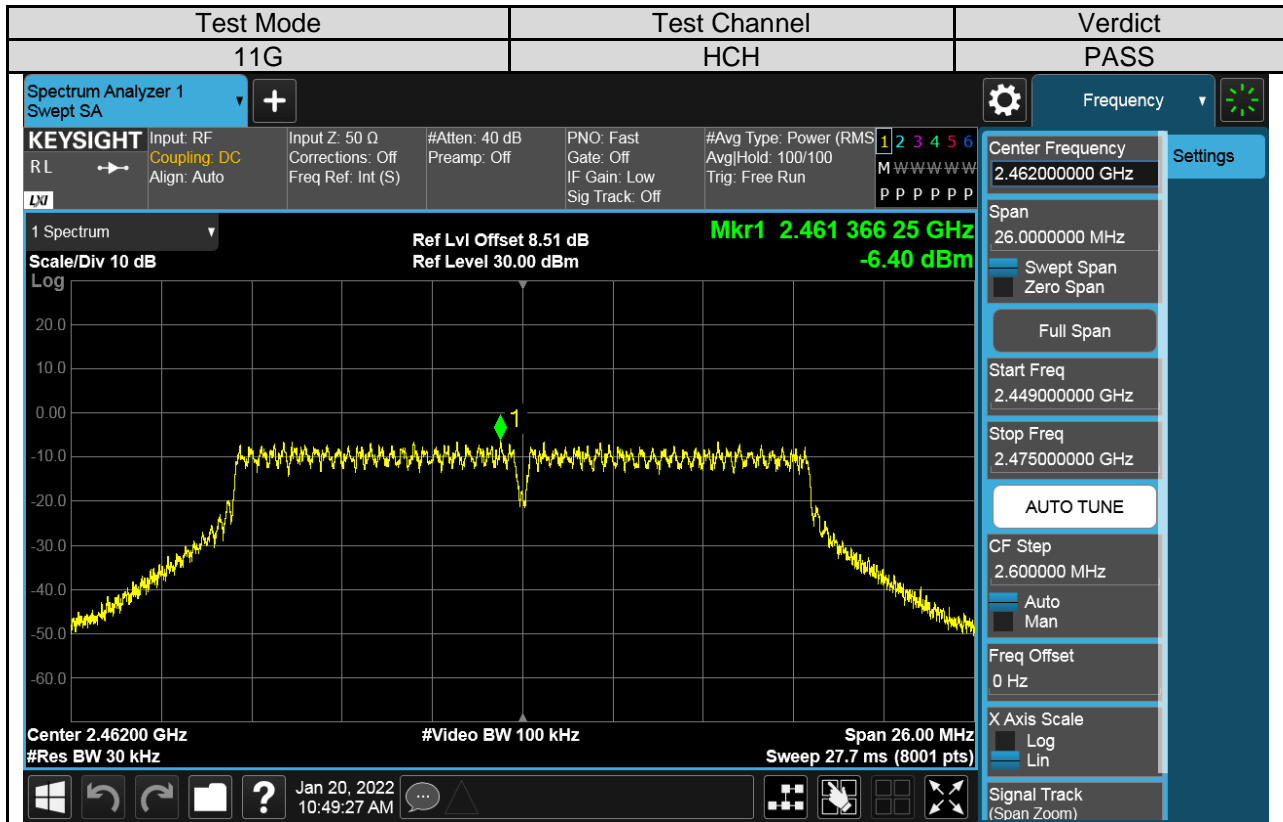 Test Mode Test Channel Verdict
11G HCH PASS
Spectrum Analyzer 1
Swept SA
+
Frequency
KEYSIGHT
RL
LXI
Input: RF
Coupling: DC
Align: Auto
Input Z: 50 Ω
Corrections: Off
Freq Ref: Int (S)
#Atten: 40 dB
Preamp: Off
PNO: Fast
Gate: Off
IF Gain: Low
Sig Track: Off
#Avg Type: Power (RMS
Avg|Hold: 100/100
Trig: Free Run
1 2 3 4 5 6
M W W W W W
P P P P P P
1 Spectrum
Scale/Div 10 dB
Log
Ref Lvl Offset 8.51 dB
Ref Level 30.00 dBm
Mkr1 2.461 366 25 GHz
-6.40 dBm
20.0
10.0
0.00
-10.0
-20.0
-30.0
-40.0
-50.0
-60.0
1
Center 2.46200 GHz
#Res BW 30 kHz
#Video BW 100 kHz
Span 26.00 MHz
Sweep 27.7 ms (8001 pts)
Center Frequency
2.462000000 GHz
Settings
Span
26.0000000 MHz
Swept Span
Zero Span
Full Span
Start Freq
2.449000000 GHz
Stop Freq
2.475000000 GHz
AUTO TUNE
CF Step
2.600000 MHz
Auto
Man
Freq Offset
0 Hz
X Axis Scale
Log
Lin
Signal Track
(Span Zoom)
?
Jan 20, 2022
10:49:27 AM